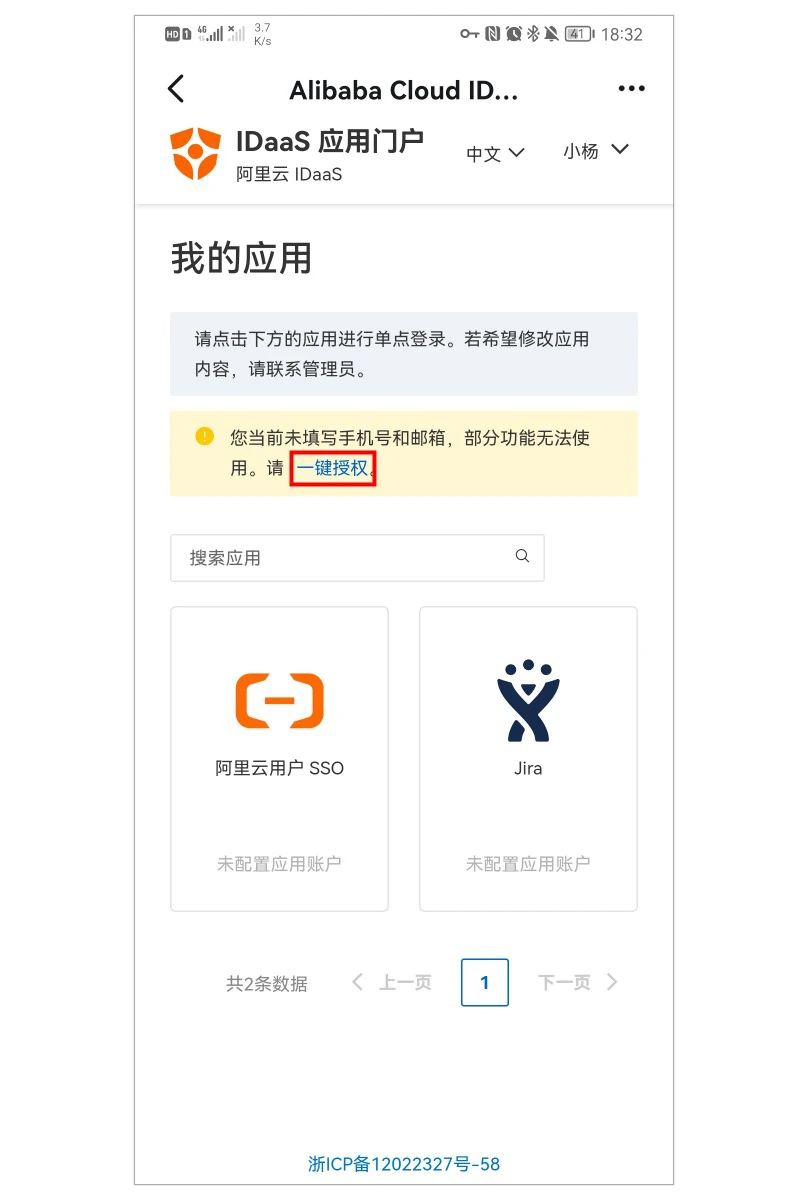 HD 1 4G 3.7 K/s 41 18:32
Alibaba Cloud ID...
IDaaS 应用门户
阿里云 IDaaS
中文
小杨
我的应用
请点击下方的应用进行单点登录。若希望修改应用
内容，请联系管理员。
您当前未填写手机号和邮箱，部分功能无法使
用。请 一键授权。
搜索应用
阿里云用户 SSO
未配置应用账户
Jira
未配置应用账户
共2条数据 上一页 1 下一页
浙ICP备12022327号-58